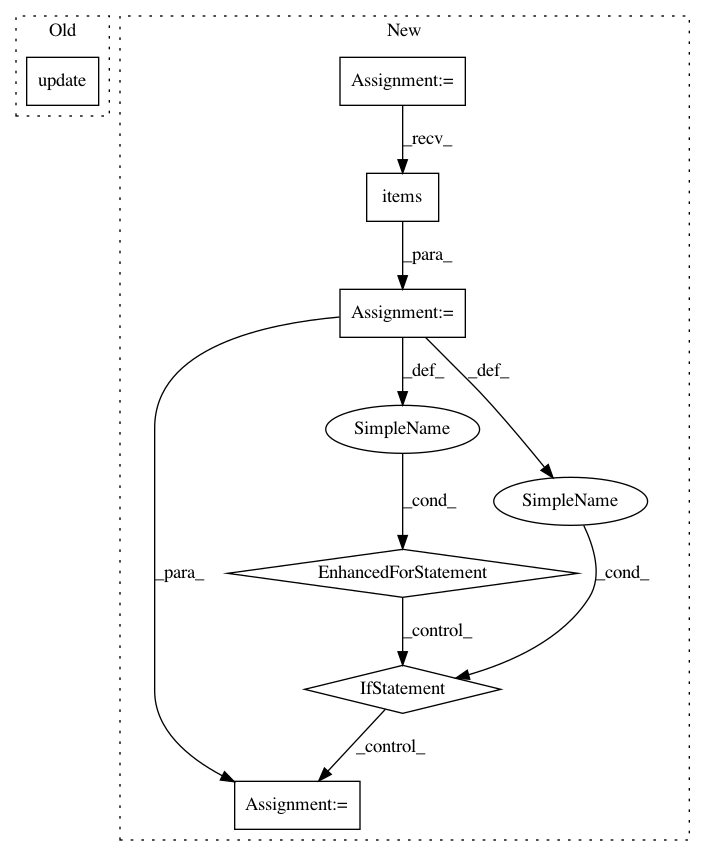 Old
New
update
Assignment:=
_recv_
items
_para_
Assignment:=
_def_
_def_
SimpleName
SimpleName
_cond_
EnhancedForStatement
_para_
_cond_
_control_
IfStatement
_control_
Assignment:=